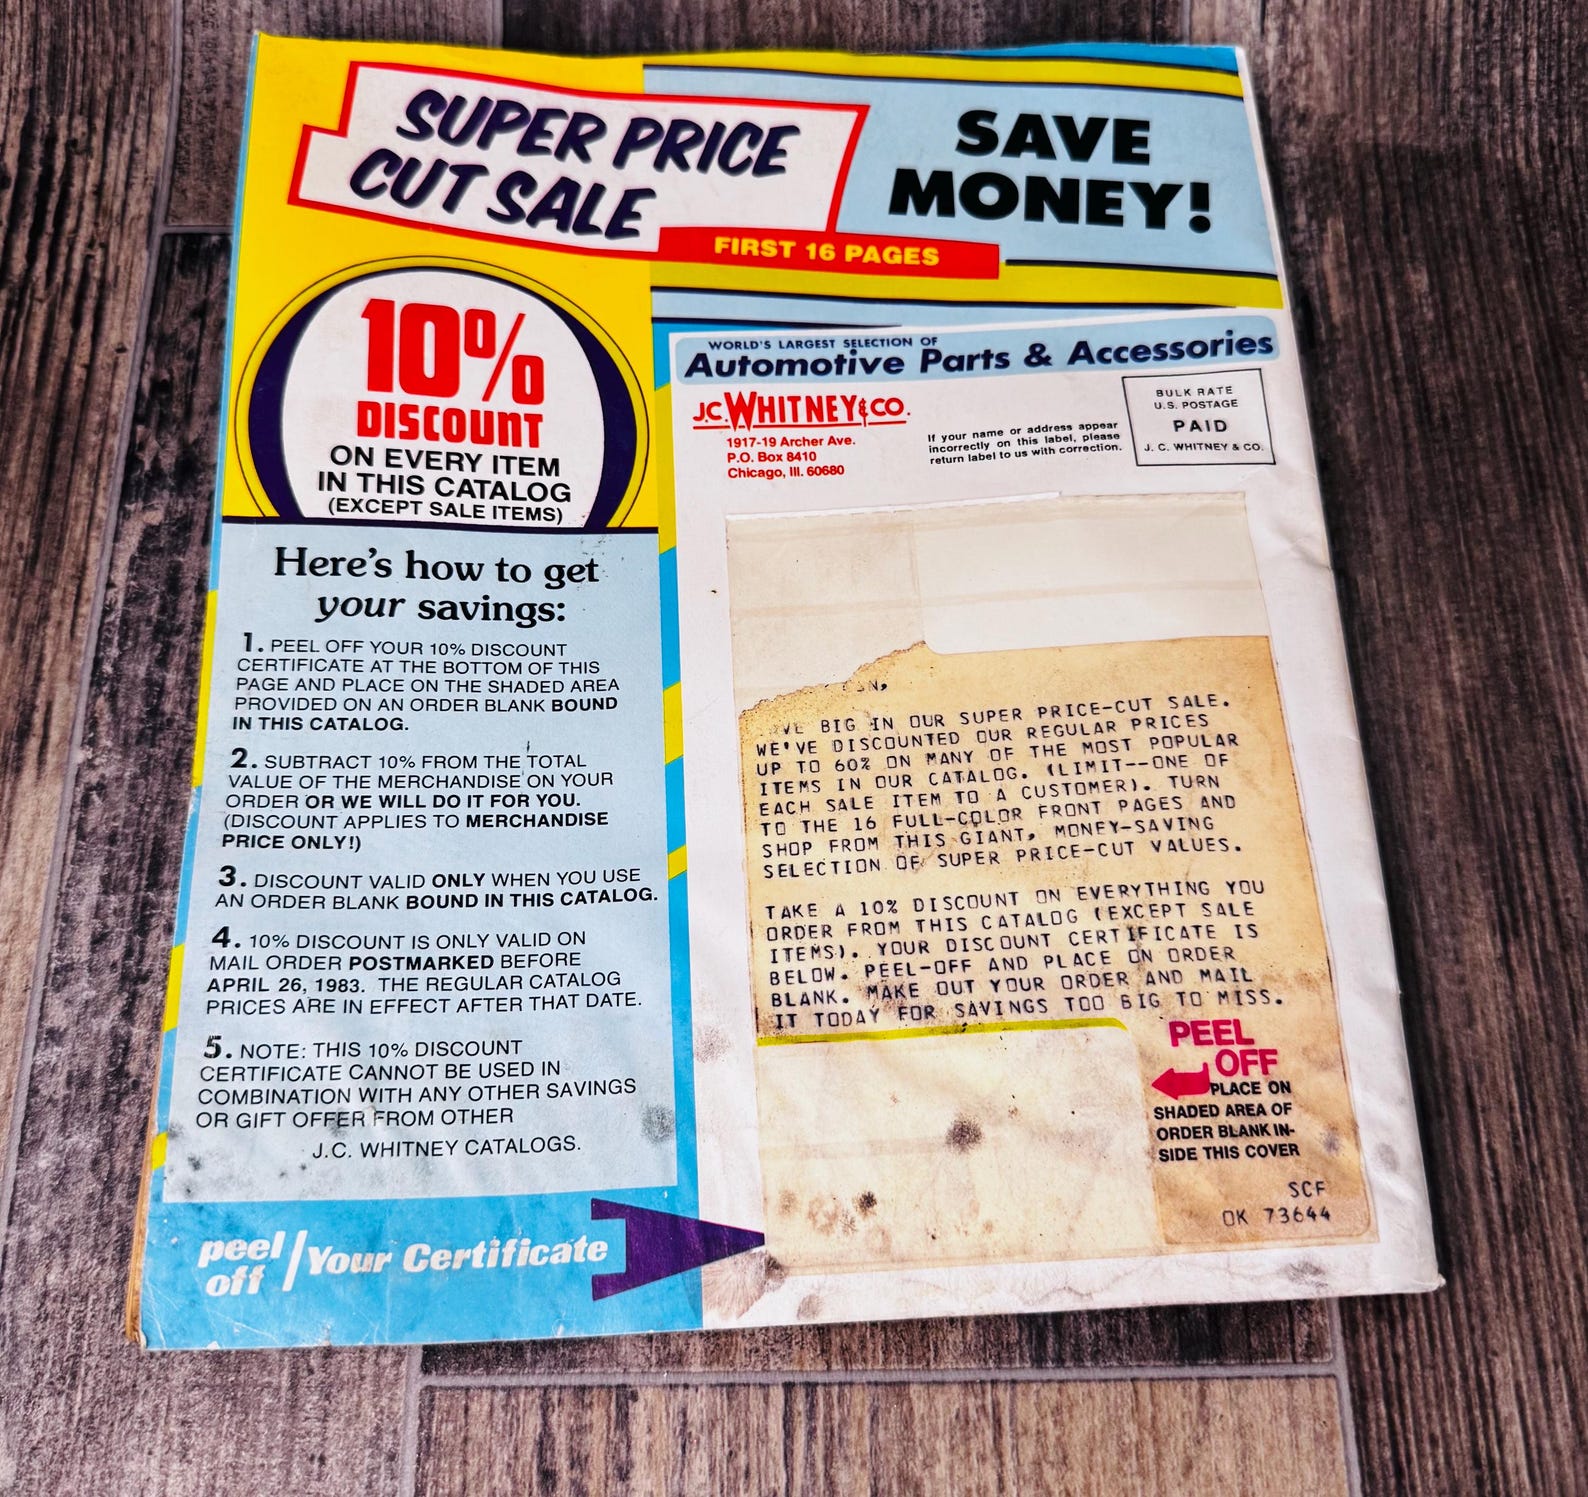 SUPER PRICE
CUT SALE
FIRST 16 PAGES
SAVE
MONEY!
10%
DISCOUNT
ON EVERY ITEM
IN THIS CATALOG
(EXCEPT SALE ITEMS)
Here's how to get
your savings:
1. PEEL OFF YOUR 10% DISCOUNT
CERTIFICATE AT THE BOTTOM OF THIS
PAGE AND PLACE ON THE SHADED AREA
PROVIDED ON AN ORDER BLANK BOUND
IN THIS CATALOG.
2. SUBTRACT 10% FROM THE TOTAL
VALUE OF THE MERCHANDISE ON YOUR
ORDER OR WE WILL DO IT FOR YOU.
(DISCOUNT APPLIES TO MERCHANDISE
PRICE ONLY!)
3. DISCOUNT VALID ONLY WHEN YOU USE
AN ORDER BLANK BOUND IN THIS CATALOG.
4. 10% DISCOUNT IS ONLY VALID ON
MAIL ORDER POSTMARKED BEFORE
APRIL 26, 1983. THE REGULAR CATALOG
PRICES ARE IN EFFECT AFTER THAT DATE.
5. NOTE: THIS 10% DISCOUNT
CERTIFICATE CANNOT BE USED IN
COMBINATION WITH ANY OTHER SAVINGS
OR GIFT OFFER FROM OTHER
J.C. WHITNEY CATALOGS.
peel off / Your Certificate
WORLD'S LARGEST SELECTION OF
Automotive Parts & Accessories
J.C. WHITNEY & CO.
1917-19 Archer Ave.
P.O. Box 8410
Chicago, Ill. 60680
If your name or address appear
incorrectly on this label, please
return label to us with correction.
BULK RATE
U.S. POSTAGE
PAID
J. C. WHITNEY & CO.
BIG IN OUR SUPER PRICE-CUT SALE.
WE'VE DISCOUNTED OUR REGULAR PRICES
UP TO 60% ON MANY OF THE MOST POPULAR
ITEMS IN OUR CATALOG. (LIMIT--ONE OF
EACH SALE ITEM TO A CUSTOMER). TURN
TO THE 16 FULL-COLOR FRONT PAGES AND
SHOP FROM THIS GIANT, MONEY-SAVING
SELECTION OF SUPER PRICE-CUT VALUES.
TAKE A 10% DISCOUNT ON EVERYTHING YOU
ORDER FROM THIS CATALOG (EXCEPT SALE
ITEMS). YOUR DISCOUNT CERTIFICATE IS
BELOW. PEEL-OFF AND PLACE ON ORDER
BLANK. MAKE OUT YOUR ORDER AND MAIL
IT TODAY FOR SAVINGS TOO BIG TO MISS.
PEEL
OFF
PLACE ON
SHADED AREA OF
ORDER BLANK IN-
SIDE THIS COVER
SCF
OK 73644